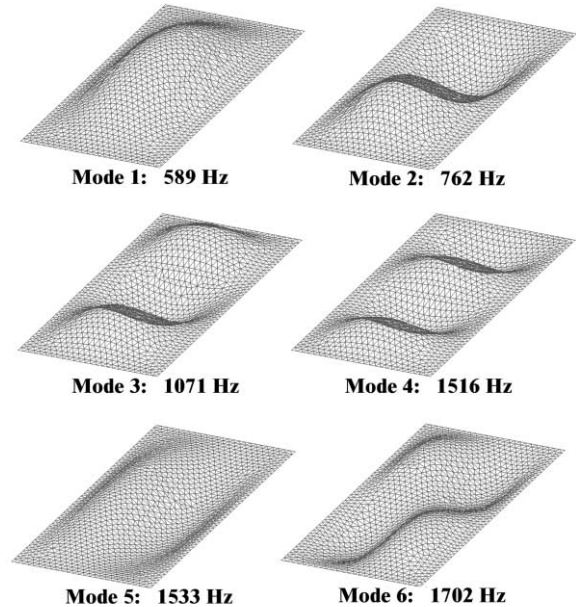 Mode 1: 589 Hz
Mode 2: 762 Hz
Mode 3: 1071 Hz
Mode 4: 1516 Hz
Mode 5: 1533 Hz
Mode 6: 1702 Hz